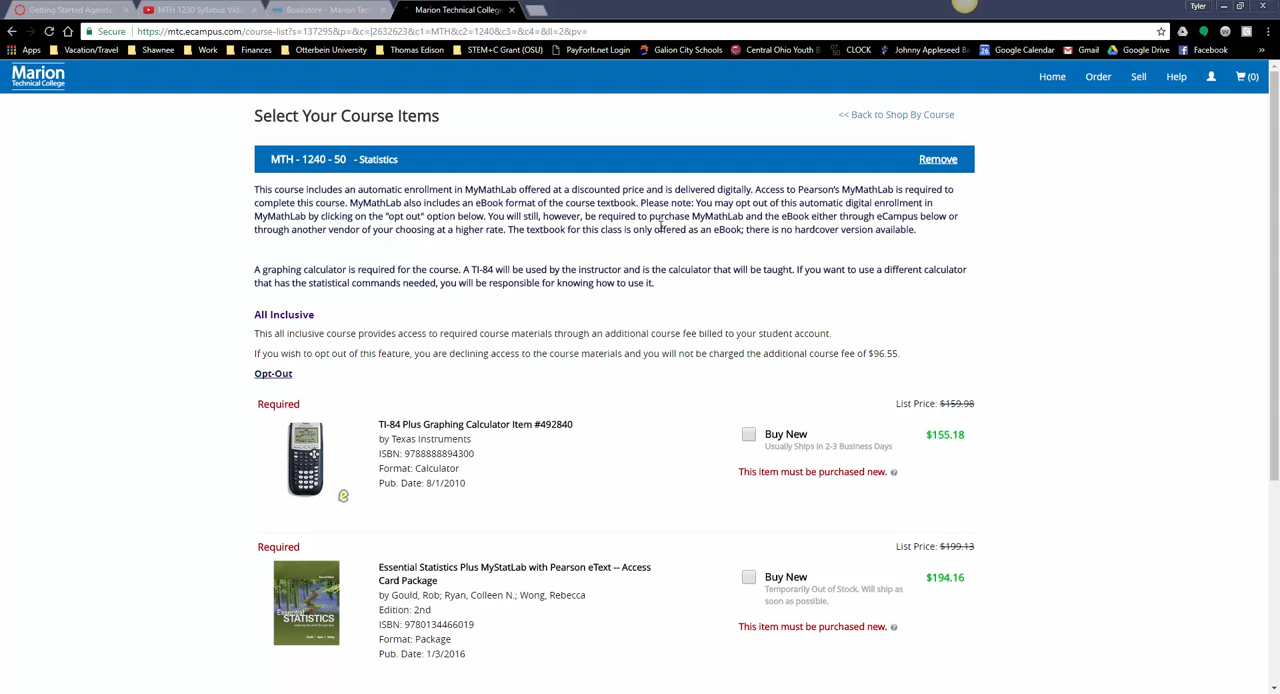 Getting Started Agenda
MTH 1230 Syllabus Vid
Bookstore - Marion Tech
Marion Technical College
Tyler
Secure
https://mtc.ecampus.com/course-list?s=137295&p=&c=|2632623&c1=MTH&c2=1240&c3=&c4=&ll=2&pv=
Apps Vacation/Travel Shawnee Work Finances Otterbein University Thomas Edison STEM+C Grant (OSU) PayForIt.net Login Galion City Schools Central Ohio Youth B CLOCK Johnny Appleseed Ba 26 Google Calendar Gmail Google Drive Facebook »
Marion
Technical College
Home Order Sell Help (0)
Select Your Course Items
<< Back to Shop By Course
MTH - 1240 - 50 - Statistics Remove
This course includes an automatic enrollment in MyMathLab offered at a discounted price and is delivered digitally. Access to Pearson's MyMathLab is required to
complete this course. MyMathLab also includes an eBook format of the course textbook. Please note: You may opt out of this automatic digital enrollment in
MyMathLab by clicking on the "opt out" option below. You will still, however, be required to purchase MyMathLab and the eBook either through eCampus below or
through another vendor of your choosing at a higher rate. The textbook for this class is only offered as an eBook; there is no hardcover version available.
A graphing calculator is required for the course. A TI-84 will be used by the instructor and is the calculator that will be taught. If you want to use a different calculator
that has the statistical commands needed, you will be responsible for knowing how to use it.
All Inclusive
This all inclusive course provides access to required course materials through an additional course fee billed to your student account.
If you wish to opt out of this feature, you are declining access to the course materials and you will not be charged the additional course fee of $96.55.
Opt-Out
Required
List Price: $159.98
TI-84 Plus Graphing Calculator Item #492840
by Texas Instruments
ISBN: 9788888894300
Format: Calculator
Pub. Date: 8/1/2010
Buy New $155.18
Usually Ships in 2-3 Business Days
This item must be purchased new.
Required
List Price: $199.13
Essential Statistics Plus MyStatLab with Pearson eText -- Access
Card Package
by Gould, Rob; Ryan, Colleen N.; Wong, Rebecca
Edition: 2nd
ISBN: 9780134466019
Format: Package
Pub. Date: 1/3/2016
Essential
STATISTICS
Buy New $194.16
Temporarily Out of Stock. Will ship as
soon as possible.
This item must be purchased new.